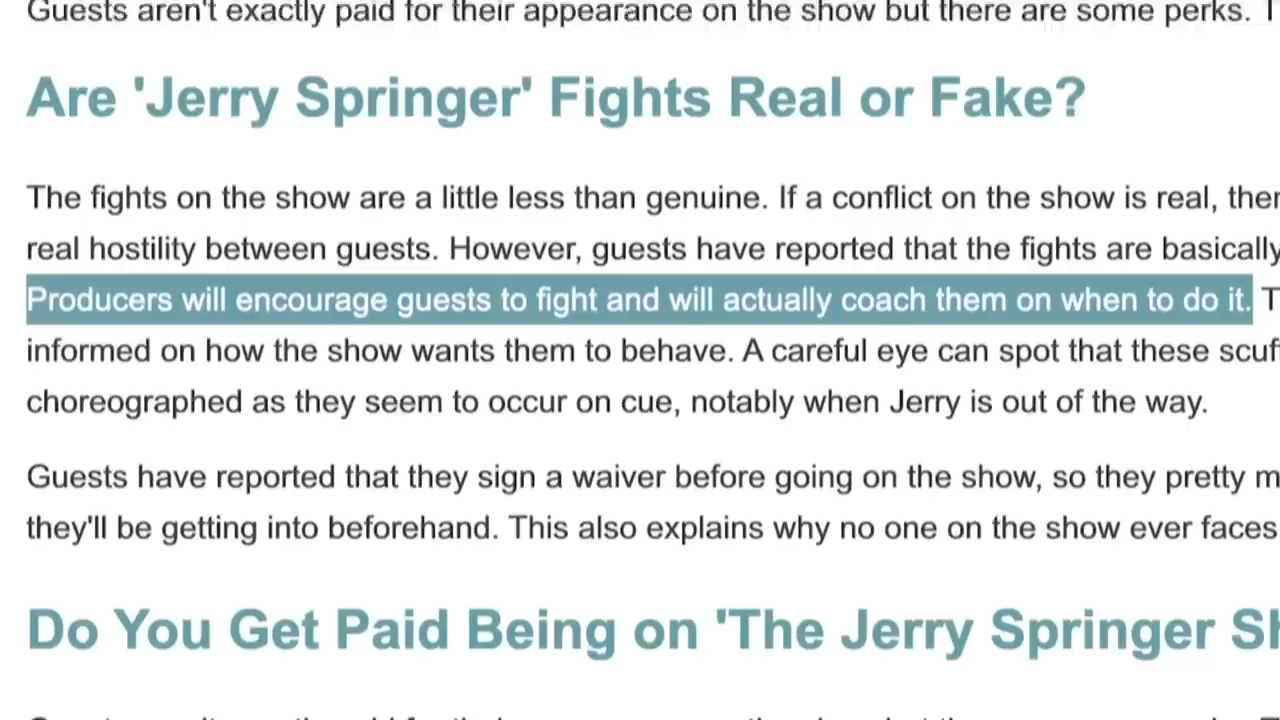 Guests aren't exactly paid for their appearance on the show but there are some perks.
Are 'Jerry Springer' Fights Real or Fake?
The fights on the show are a little less than genuine. If a conflict on the show is real, then
real hostility between guests. However, guests have reported that the fights are basically
Producers will encourage guests to fight and will actually coach them on when to do it.
informed on how the show wants them to behave. A careful eye can spot that these
choreographed as they seem to occur on cue, notably when Jerry is out of the way.
Guests have reported that they sign a waiver before going on the show, so they pretty
they'll be getting into beforehand. This also explains why no one on the show ever faces
Do You Get Paid Being on 'The Jerry Springer